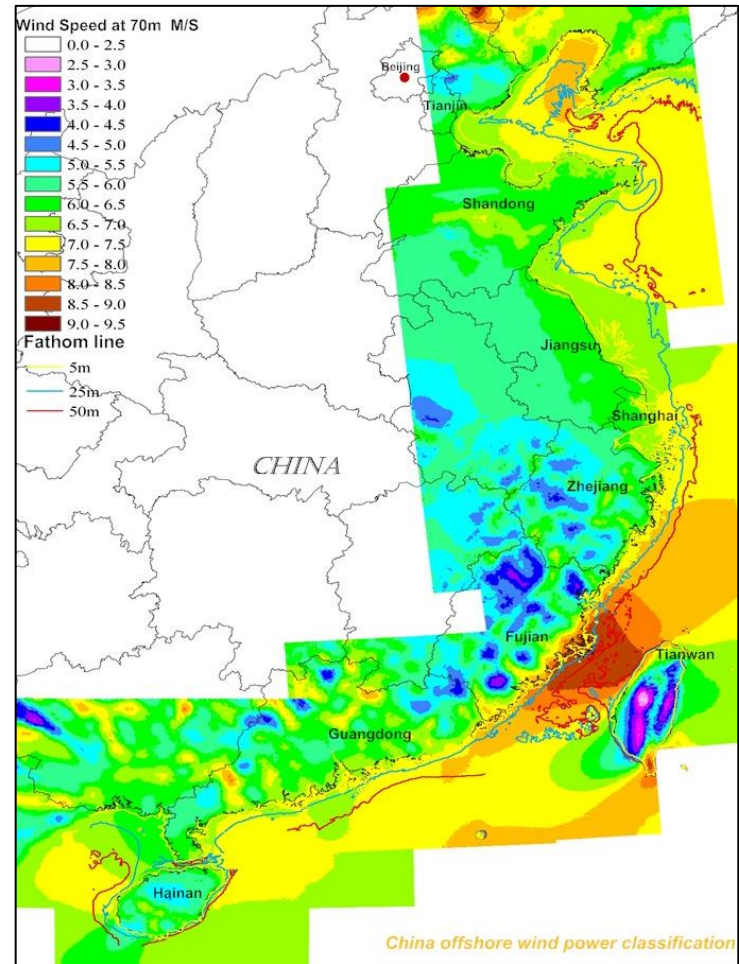 Wind Speed at 70m M/S
0.0 - 2.5
2.5 - 3.0
3.0 - 3.5
3.5 - 4.0
4.0 - 4.5
4.5 - 5.0
5.0 - 5.5
5.5 - 6.0
6.0 - 6.5
6.5 - 7.0
7.0 - 7.5
7.5 - 8.0
8.0 - 8.5
8.5 - 9.0
9.0 - 9.5
Fathom line
5m
25m
50m
Beijing
Tianjin
Shandong
Jiangsu
Shanghai
CHINA
Zhejiang
Fujian
Tianwan
Guangdong
Hainan
China offshore wind power classification